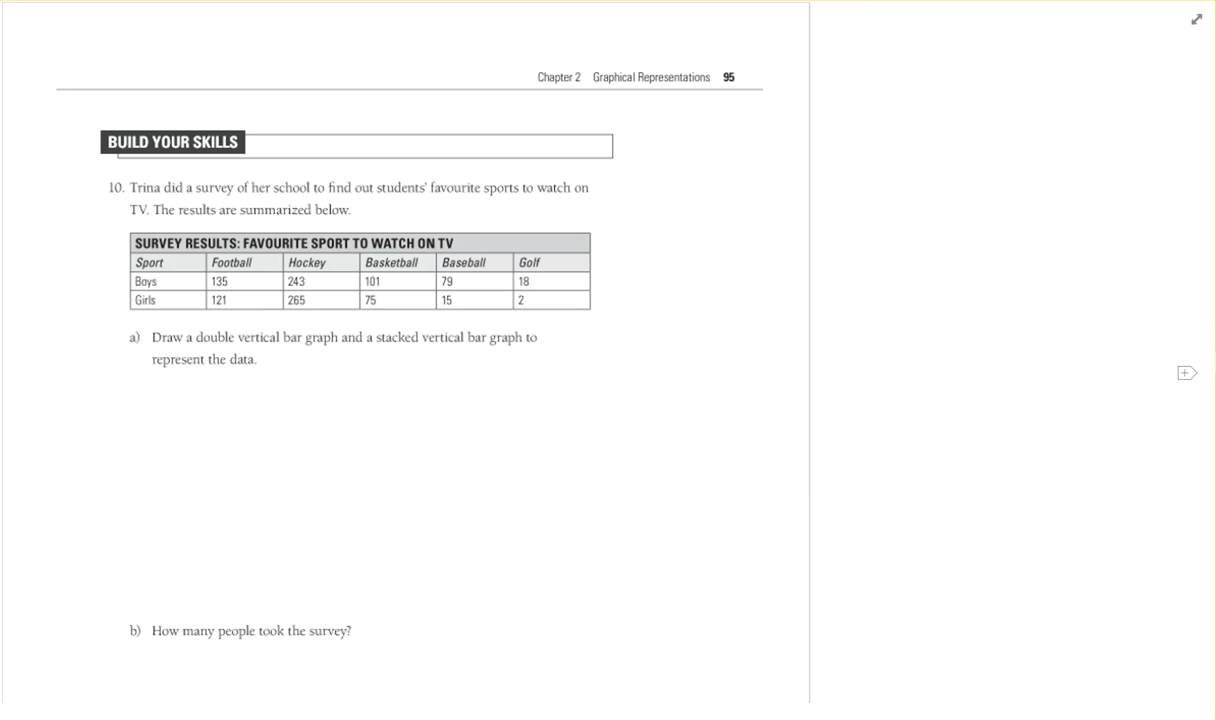 Chapter 2 Graphical Representations 95
BUILD YOUR SKILLS
10. Trina did a survey of her school to find out students' favourite sports to watch on
TV. The results are summarized below.
SURVEY RESULTS: FAVOURITE SPORT TO WATCH ON TV
Sport Football Hockey Basketball Baseball Golf
Boys 135 243 101 79 18
Girls 121 265 75 15 2
a) Draw a double vertical bar graph and a stacked vertical bar graph to
represent the data.
b) How many people took the survey?